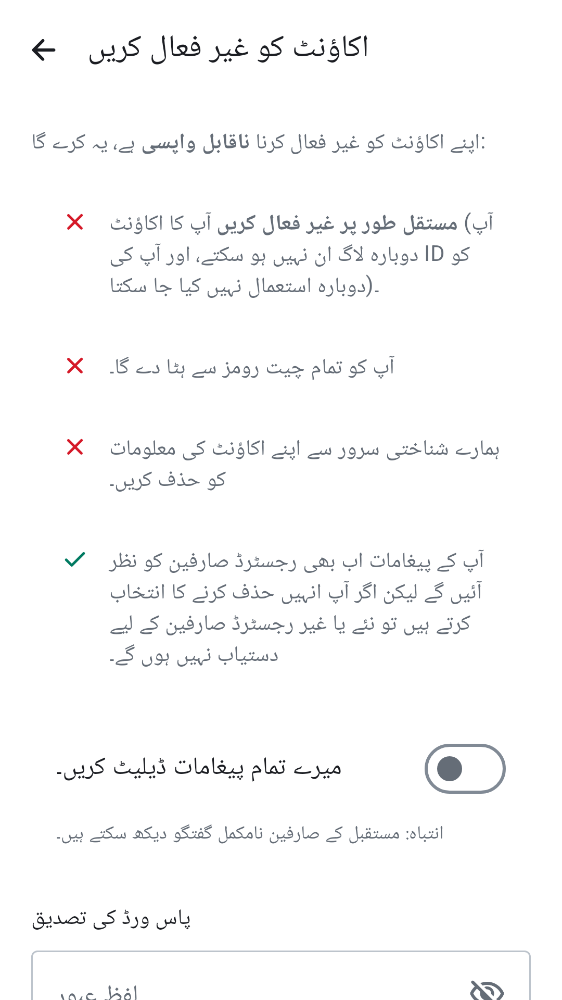 اکاؤنٹ کو غیر فعال کریں
اپنے اکاؤنٹ کو غیر فعال کرنا ناقابل واپسی ہے، یہ کرے گا:
آپ) مستقل طور پر غیر فعال کریں آپ کا اکاؤنٹ
کو ID دوبارہ لاگ ان نہیں ہو سکتے، اور آپ کی
دوبارہ استعمال نہیں کیا جا سکتا)۔
آپ کو تمام چیت رومز سے ہٹا دے گا۔
ہمارے شناختی سرور سے اپنے اکاؤنٹ کی معلومات
کو حذف کریں۔
آپ کے پیغامات اب بھی رجسٹرڈ صارفین کو نظر
آئیں گے لیکن اگر آپ انہیں حذف کرنے کا انتخاب
کرتے ہیں تو نئے یا غیر رجسٹرڈ صارفین کے لیے
دستیاب نہیں ہوں گے۔
میرے تمام پیغامات ڈیلیٹ کریں۔
انتباہ: مستقبل کے صارفین نامکمل گفتگو دیکھ سکتے ہیں۔
پاس ورڈ کی تصدیق